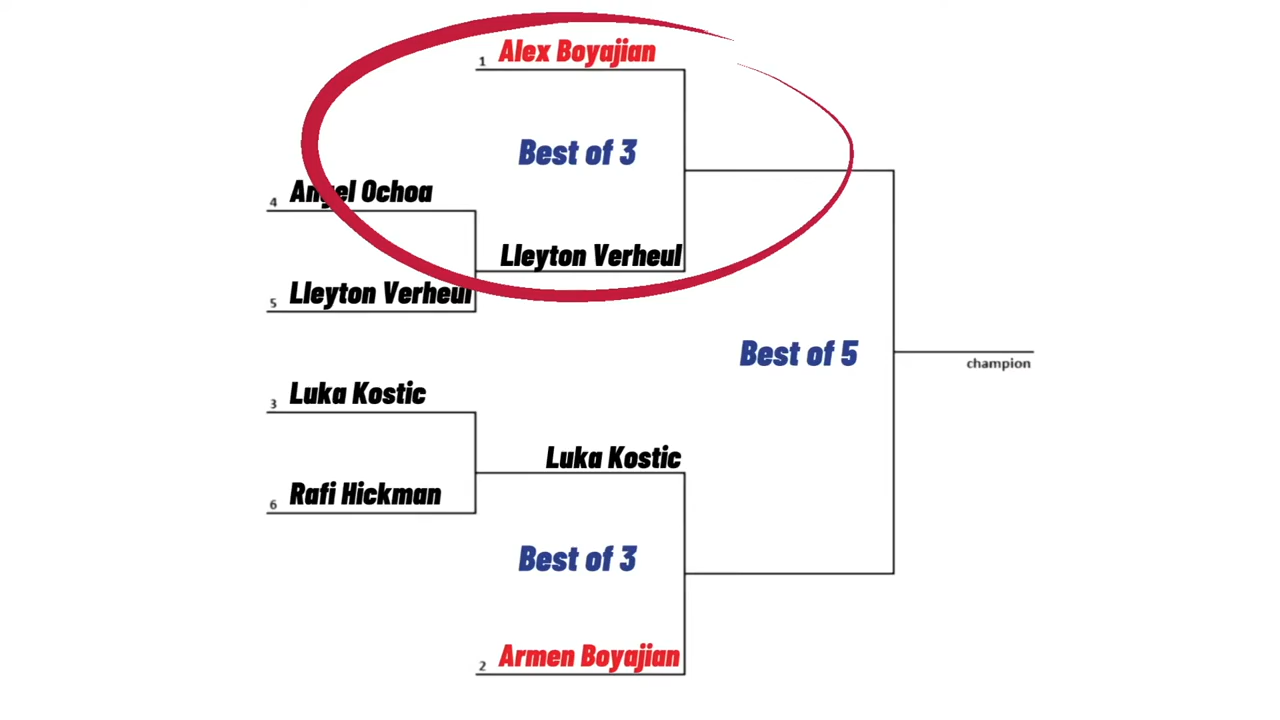 1 Alex Boyajian
Best of 3
4 Angel Ochoa
Lleyton Verheul
5 Lleyton Verheul
Best of 5
champion
3 Luka Kostic
Luka Kostic
6 Rafi Hickman
Best of 3
2 Armen Boyajian